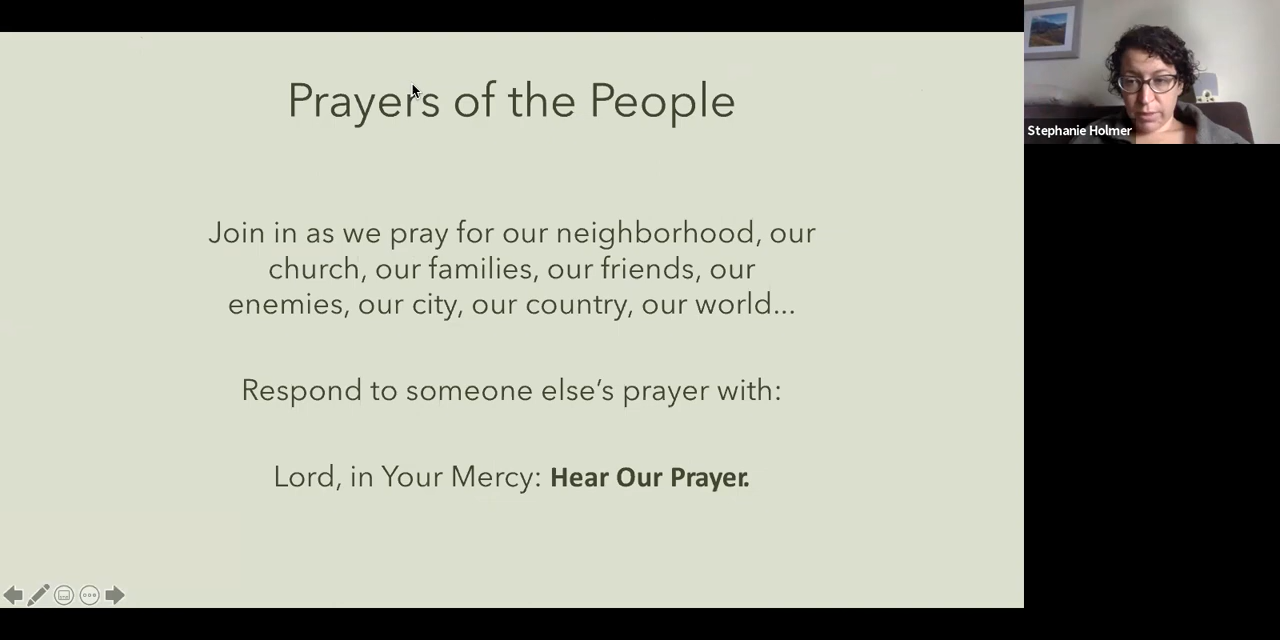 Prayers of the People
Join in as we pray for our neighborhood, our
church, our families, our friends, our
enemies, our city, our country, our world...
Respond to someone else’s prayer with:
Lord, in Your Mercy: Hear Our Prayer.
Stephanie Holmer